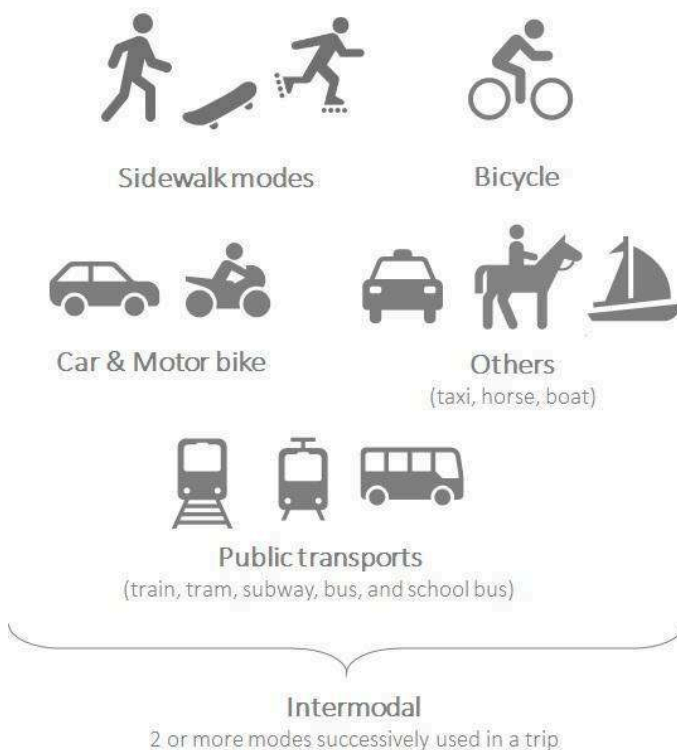 Sidewalk modes
Bicycle
Car & Motor bike
Others
(taxi, horse, boat)
Public transports
(train, tram, subway, bus, and school bus)
Intermodal
2 or more modes successively used in a trip